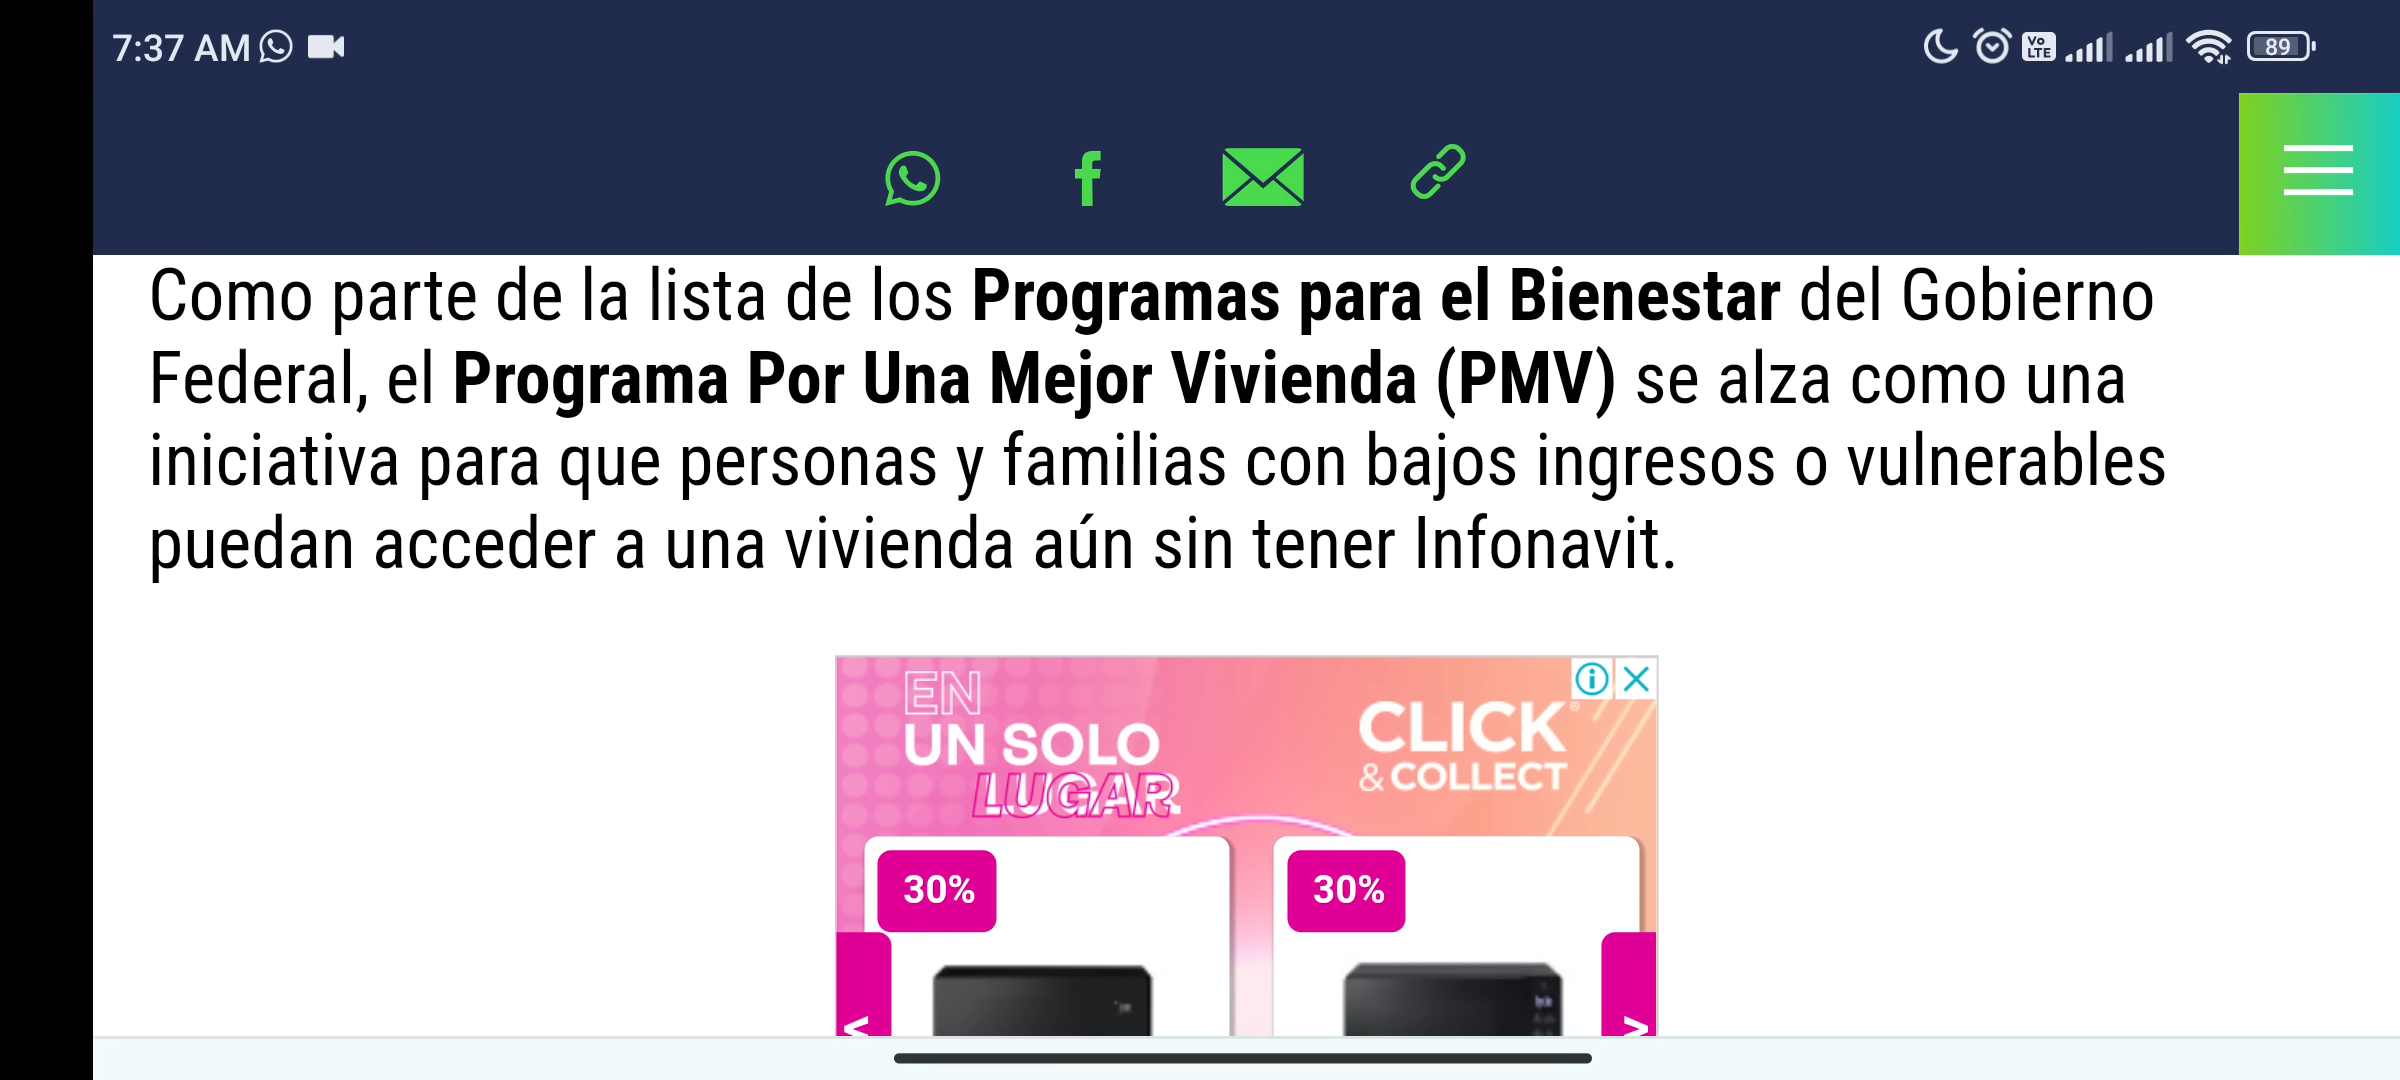 7:37 AM
Vo LTE
89
Como parte de la lista de los Programas para el Bienestar del Gobierno
Federal, el Programa Por Una Mejor Vivienda (PMV) se alza como una
iniciativa para que personas y familias con bajos ingresos o vulnerables
puedan acceder a una vivienda aún sin tener Infonavit.
EN
UN SOLO
LUGAR
CLICK®
& COLLECT
30%
30%
<
>